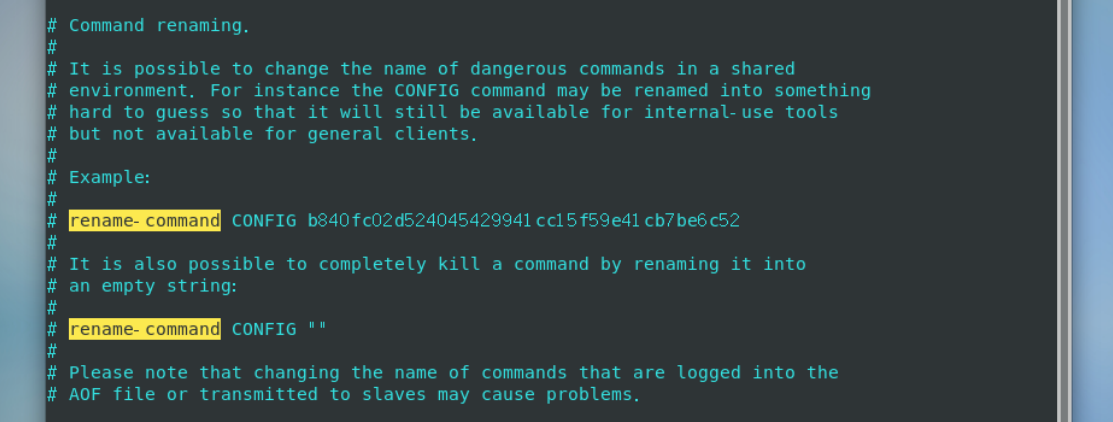 # Command renaming.
#
# It is possible to change the name of dangerous commands in a shared
# environment. For instance the CONFIG command may be renamed into something
# hard to guess so that it will still be available for internal-use tools
# but not available for general clients.
#
# Example:
#
# rename-command CONFIG b840fc02d524045429941cc15f59e41cb7be6c52
#
# It is also possible to completely kill a command by renaming it into
# an empty string:
#
# rename-command CONFIG ""
#
# Please note that changing the name of commands that are logged into the
# AOF file or transmitted to slaves may cause problems.